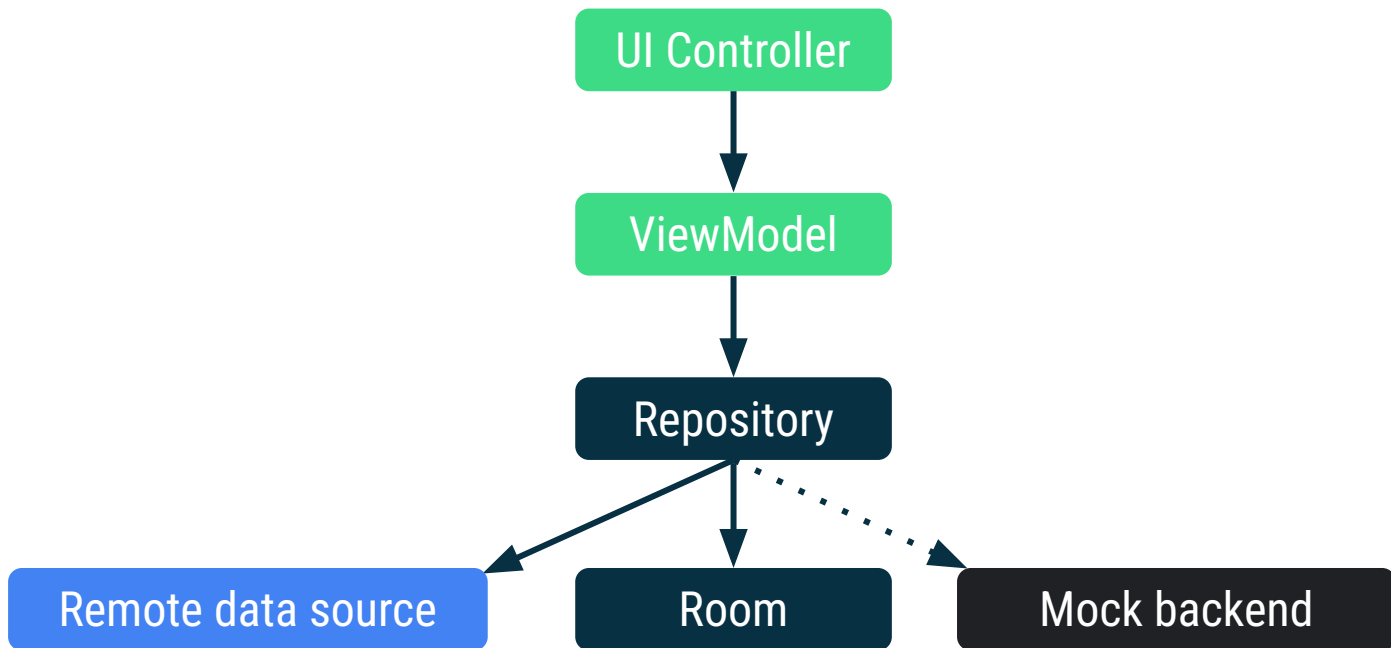 UI Controller
ViewModel
Repository
Remote data source
Room
Mock backend